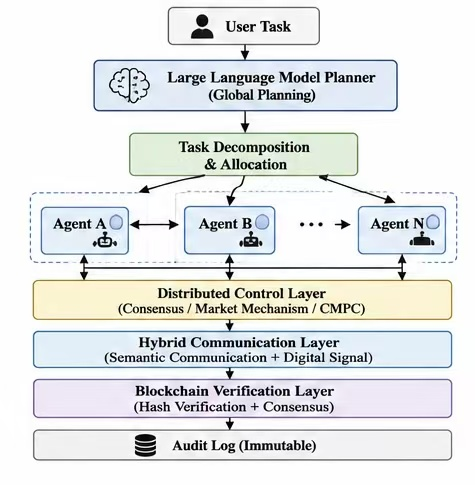 User Task
Large Language Model Planner
(Global Planning)
Task Decomposition
& Allocation
Agent A
Agent B
Agent N
Distributed Control Layer
(Consensus / Market Mechanism / CMPC)
Hybrid Communication Layer
(Semantic Communication + Digital Signal)
Blockchain Verification Layer
(Hash Verification + Consensus)
Audit Log (Immutable)